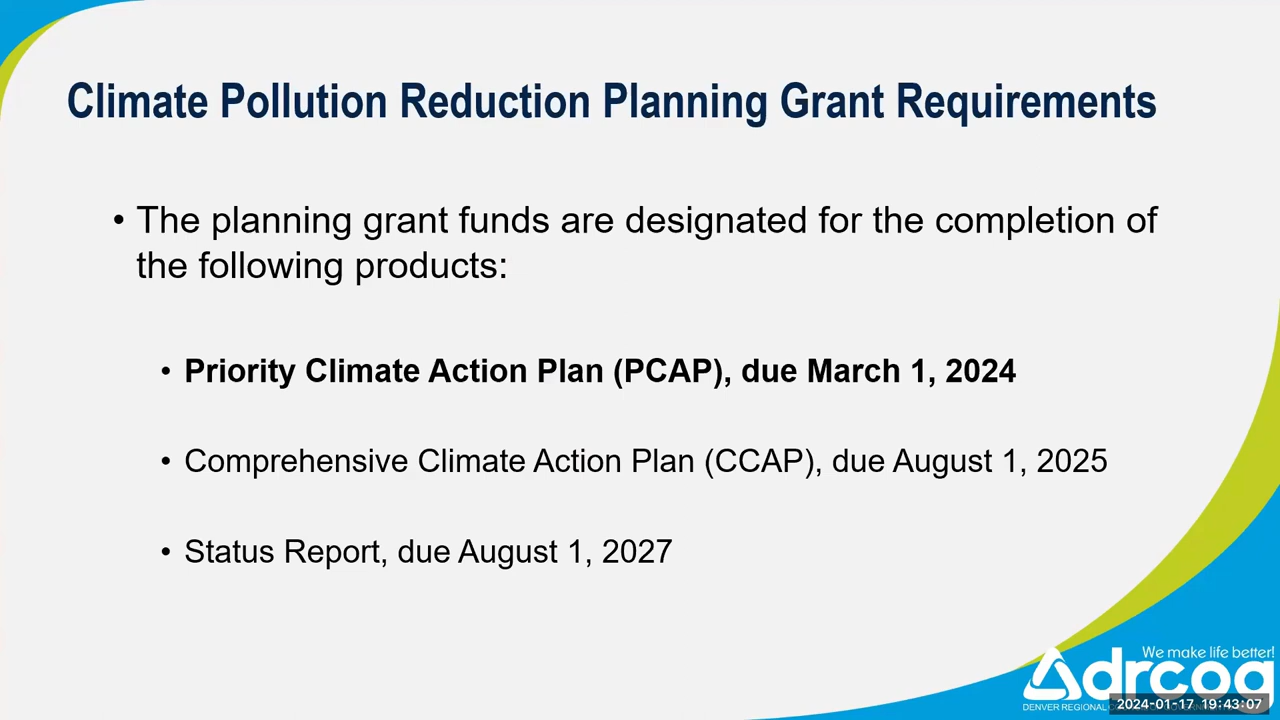 Climate Pollution Reduction Planning Grant Requirements
• The planning grant funds are designated for the completion of
the following products:
• Priority Climate Action Plan (PCAP), due March 1, 2024
• Comprehensive Climate Action Plan (CCAP), due August 1, 2025
• Status Report, due August 1, 2027
We make life better!
drcog
DENVER REGIONAL
2024-01-17 19:43:07